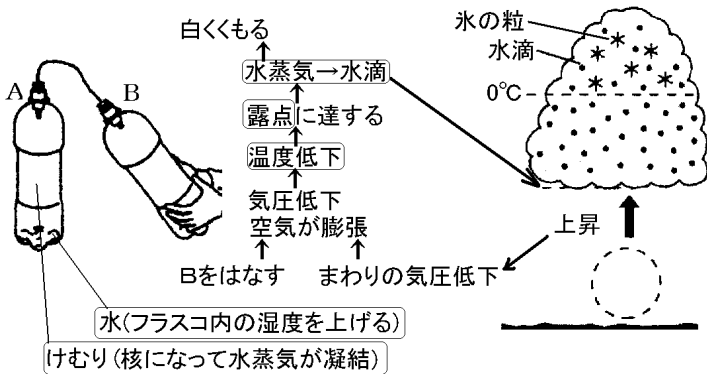 白くくもる
水蒸気→水滴
露点に達する
温度低下
気圧低下
空気が膨張
Bをはなす
まわりの気圧低下
上昇
A
B
水(フラスコ内の湿度を上げる)
けむり(核になって水蒸気が凝結)
氷の粒
水滴
0℃